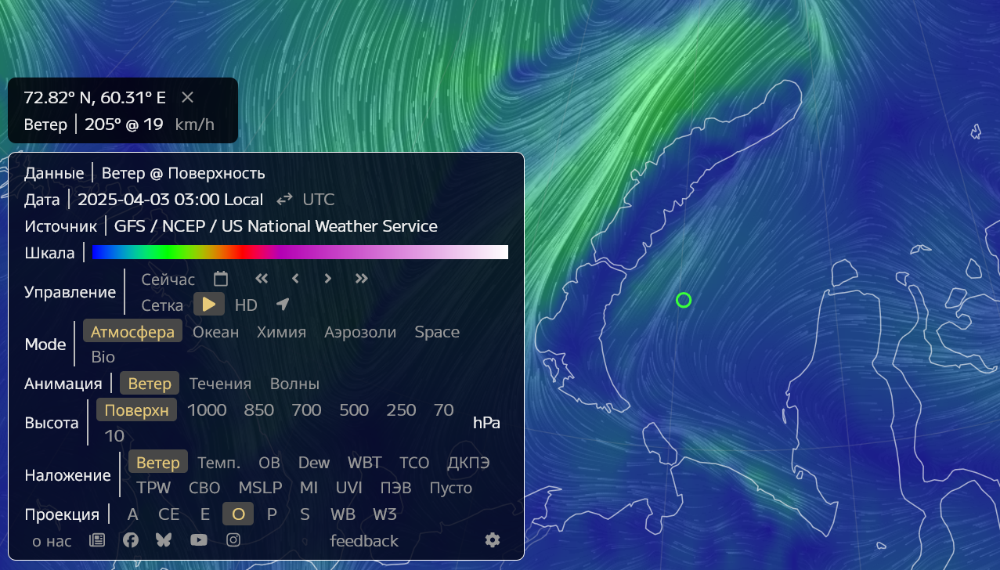 72.82° N, 60.31° E ×
Ветер | 205° @ 19 km/h
Данные | Ветер @ Поверхность
Дата | 2025-04-03 03:00 Local ⇄ UTC
Источник | GFS / NCEP / US National Weather Service
Шкала
Управление | Сейчас « ‹ › »
Сетка HD
Mode | Атмосфера Океан Химия Аэрозоли Space
Bio
Анимация | Ветер Течения Волны
Высота | Поверхн 1000 850 700 500 250 70
10 hPa
Наложение | Ветер Темп. ОВ Dew WBT ТСО ДКПЭ
TPW СВО MSLP MI UVI ПЭВ Пусто
Проекция | A CE E O P S WB W3
о нас feedback